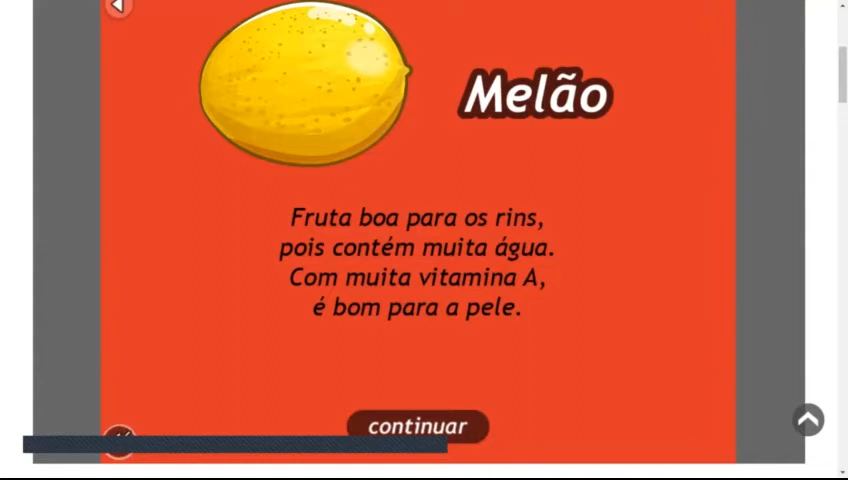 Melão
Fruta boa para os rins,
pois contém muita água.
Com muita vitamina A,
é bom para a pele.
continuar